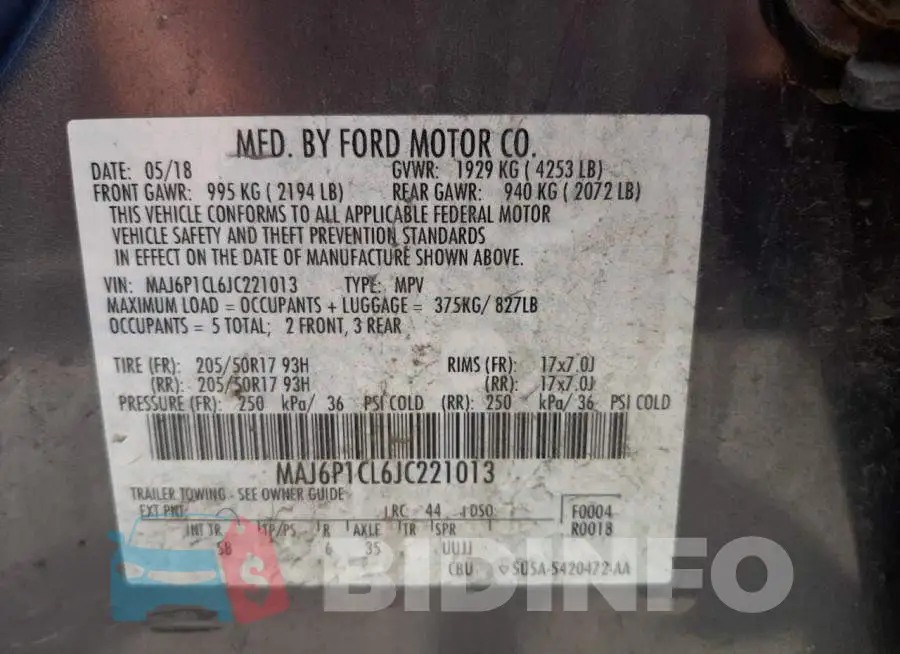 MFD. BY FORD MOTOR CO.
DATE: 05/18 GVWR: 1929 KG ( 4253 LB)
FRONT GAWR: 995 KG ( 2194 LB) REAR GAWR: 940 KG ( 2072 LB)
THIS VEHICLE CONFORMS TO ALL APPLICABLE FEDERAL MOTOR
VEHICLE SAFETY AND THEFT PREVENTION STANDARDS
IN EFFECT ON THE DATE OF MANUFACTURE SHOWN ABOVE.
VIN: MAJ6P1CL6JC221013 TYPE: MPV
MAXIMUM LOAD = OCCUPANTS + LUGGAGE = 375KG/ 827LB
OCCUPANTS = 5 TOTAL; 2 FRONT, 3 REAR
TIRE (FR): 205/50R17 93H RIMS (FR): 17x7.0J
(RR): 205/50R17 93H (RR): 17x7.0J
PRESSURE (FR): 250 kPa/ 36 PSI COLD (RR): 250 kPa/ 36 PSI COLD
MAJ6P1CL6JC221013
TRAILER TOWING - SEE OWNER GUIDE
EXT PNT: RC: 44 DSO: F0004
R0018
INT TR TP/PS R AXLE TR SPR
SB 6 35 UUJJ
CBU SU5A-5420472-AA
BIDINFO